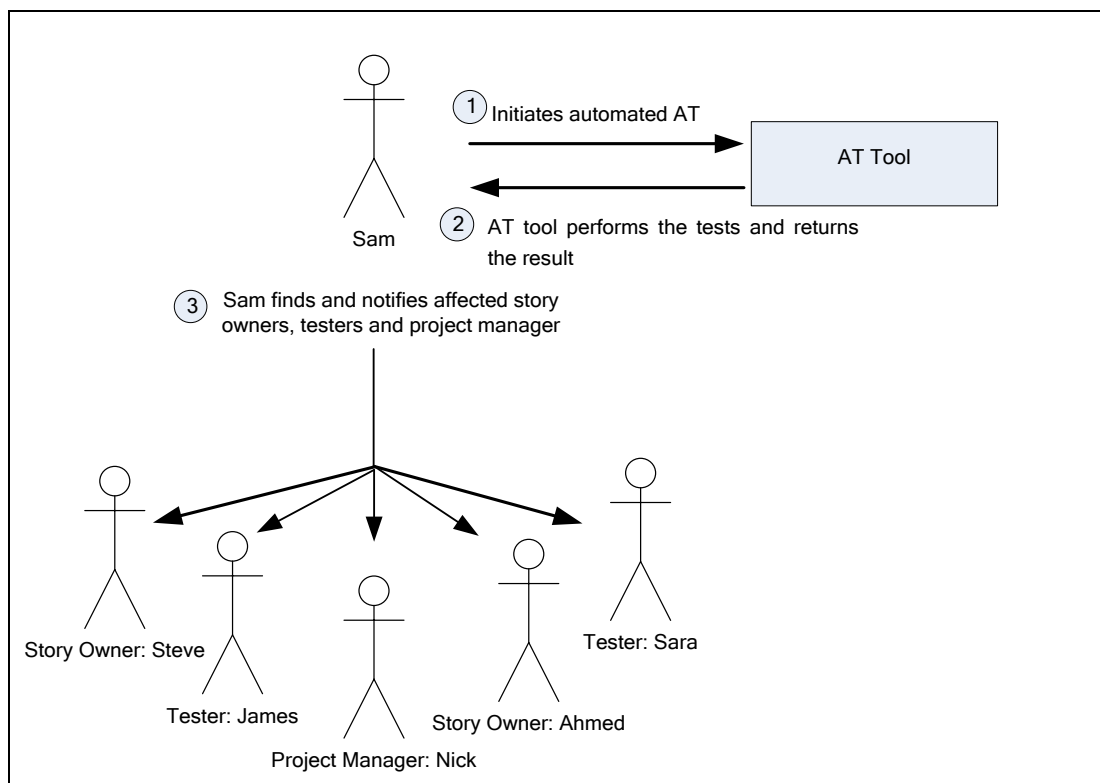 1 Initiates automated AT
AT Tool
Sam
2 AT tool performs the tests and returns
the result
3 Sam finds and notifies affected story
owners, testers and project manager
Story Owner: Steve
Tester: James
Project Manager: Nick
Story Owner: Ahmed
Tester: Sara